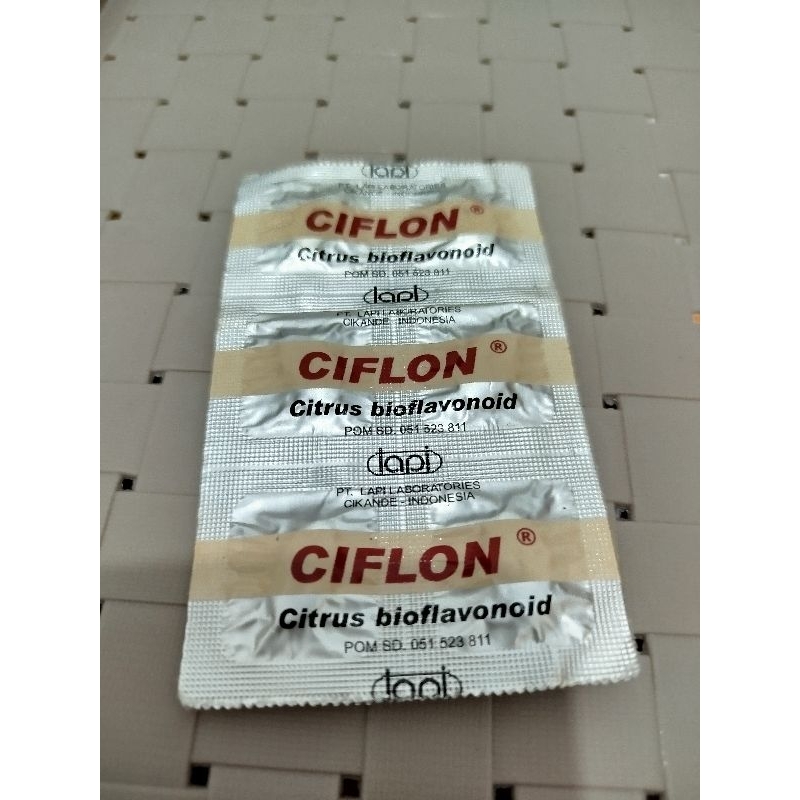 lapi
PT. LAPI LABORATORIES
CIKANDE - INDONESIA
CIFLON ®
Citrus bioflavonoid
POM SD. 051 523 811
lapi
PT. LAPI LABORATORIES
CIKANDE - INDONESIA
CIFLON ®
Citrus bioflavonoid
POM SD. 051 523 811
lapi
PT. LAPI LABORATORIES
CIKANDE - INDONESIA
CIFLON ®
Citrus bioflavonoid
POM SD. 051 523 811
lapi